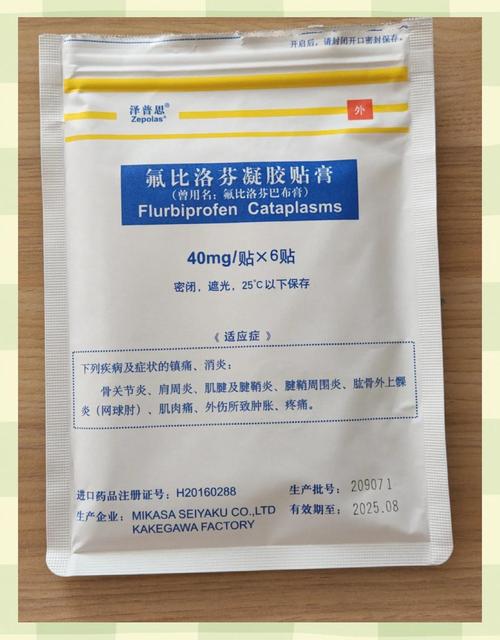 开启后，请封闭开口密封保存。
泽普思®
Zepolas®
外
氟比洛芬凝胶贴膏
（曾用名：氟比洛芬巴布膏）
Flurbiprofen Cataplasms
40mg/贴×6贴
密闭，遮光，25℃以下保存
《适应症》
下列疾病及症状的镇痛、消炎：
骨关节炎、肩周炎、肌腱及腱鞘炎、腱鞘周围炎、肱骨外上髁
炎（网球肘）、肌肉痛、外伤所致肿胀、疼痛。
进口药品注册证号：H20160288
生产批号：209071
生产企业：MIKASA SEIYAKU CO.,LTD
KAKEGAWA FACTORY
有效期至：2025.08